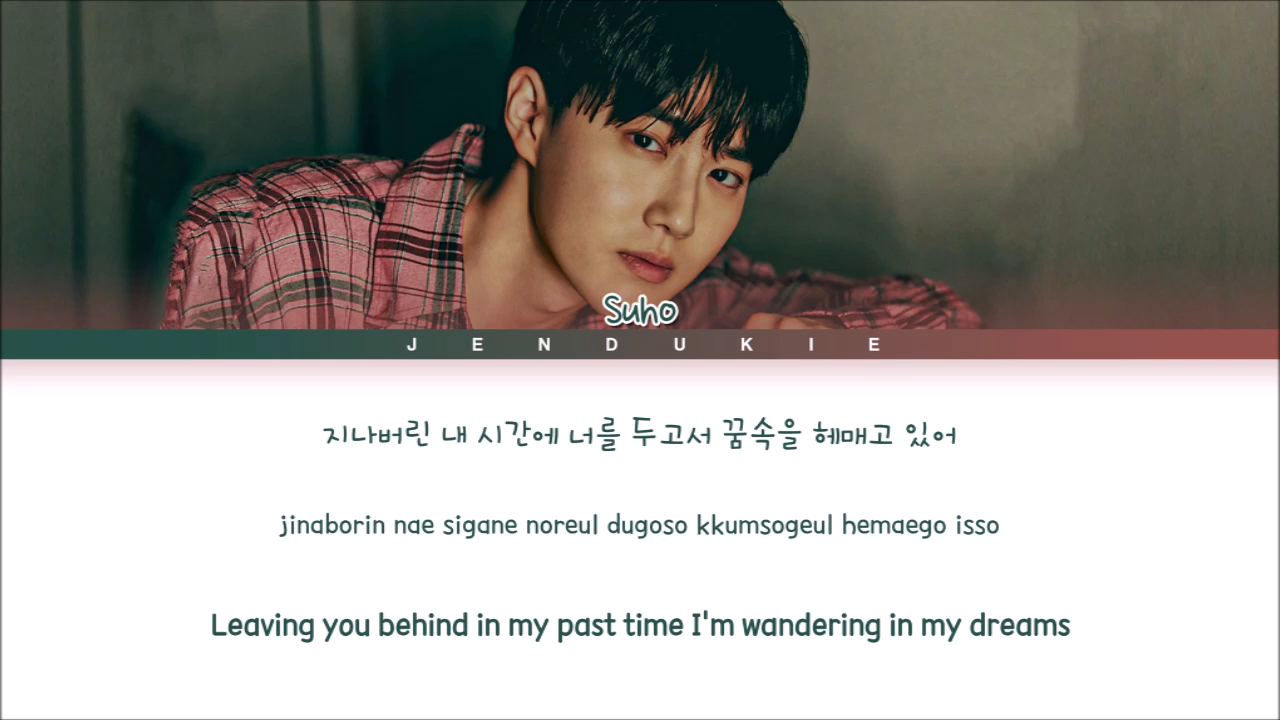 Suho
JENDUKIE
지나버린 내 시간에 너를 두고서 꿈속을 헤매고 있어
jinaborin nae sigane noreul dugoso kkumsogeul hemaego isso
Leaving you behind in my past time I'm wandering in my dreams